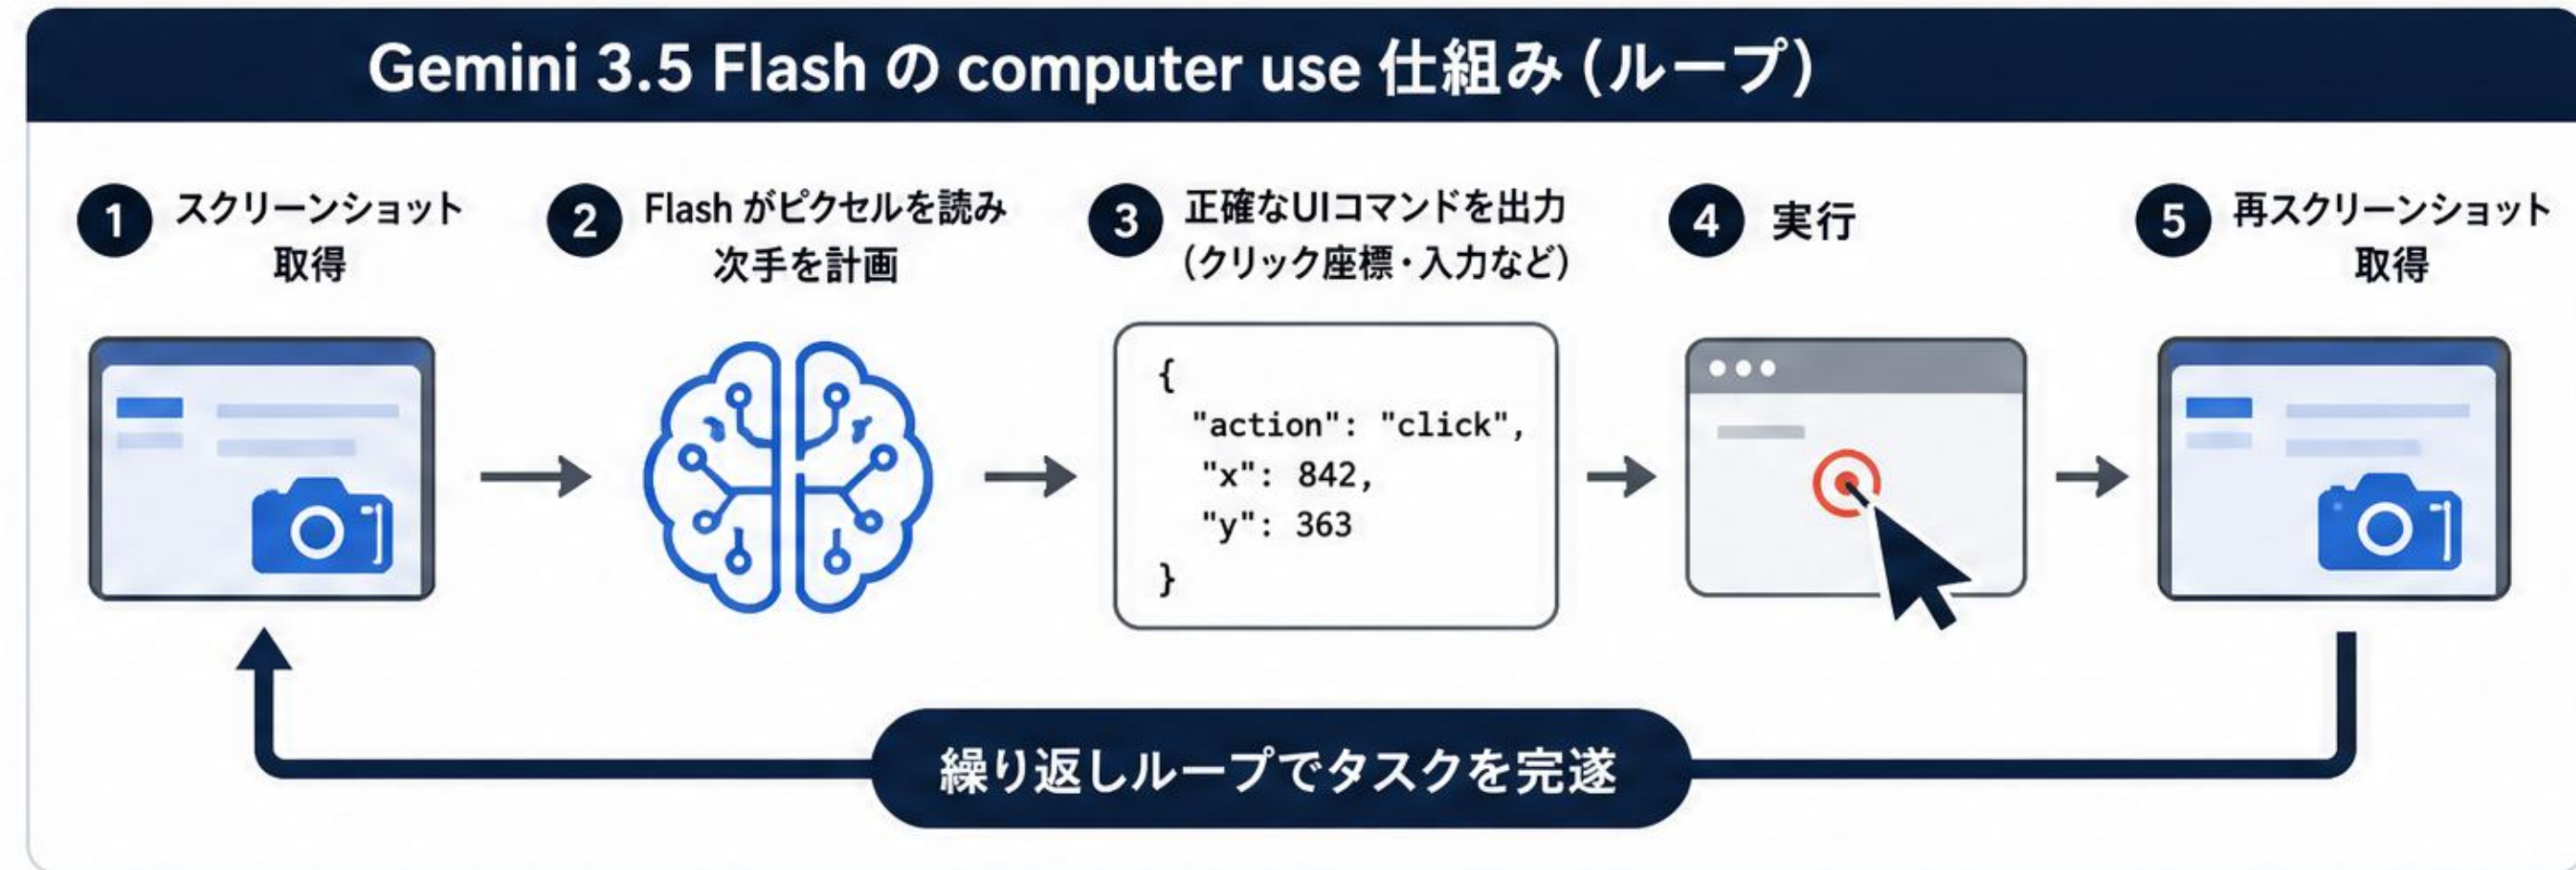 Gemini 3.5 Flash の computer use 仕組み (ループ)
1
スクリーンショット
取得
2
Flash がピクセルを読み
次手を計画
3
正確なUIコマンドを出力
(クリック座標・入力など)
4
実行
5
再スクリーンショット
取得
{
"action": "click",
"x": 842,
"y": 363
}
繰り返しループでタスクを完遂